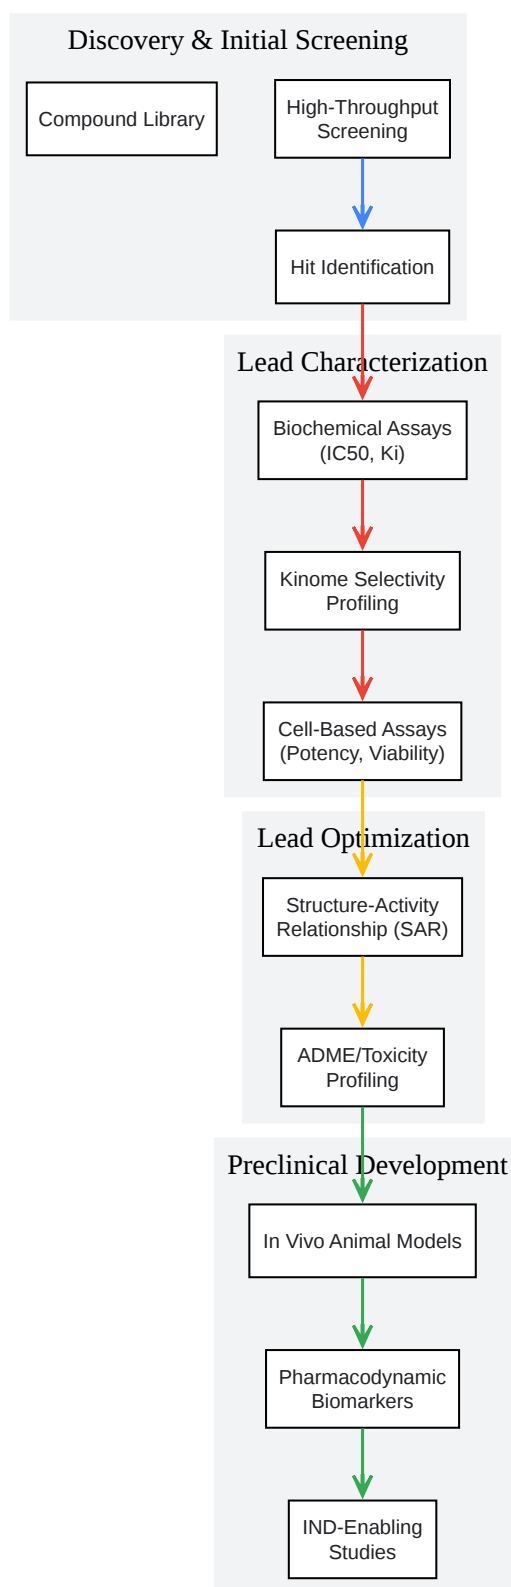 Discovery & Initial Screening
Compound Library
High-Throughput
Screening
Hit Identification
Lead Characterization
Biochemical Assays
(IC50, Ki)
Kinome Selectivity
Profiling
Cell-Based Assays
(Potency, Viability)
Lead Optimization
Structure-Activity
Relationship (SAR)
ADME/Toxicity
Profiling
Preclinical Development
In Vivo Animal Models
Pharmacodynamic
Biomarkers
IND-Enabling
Studies